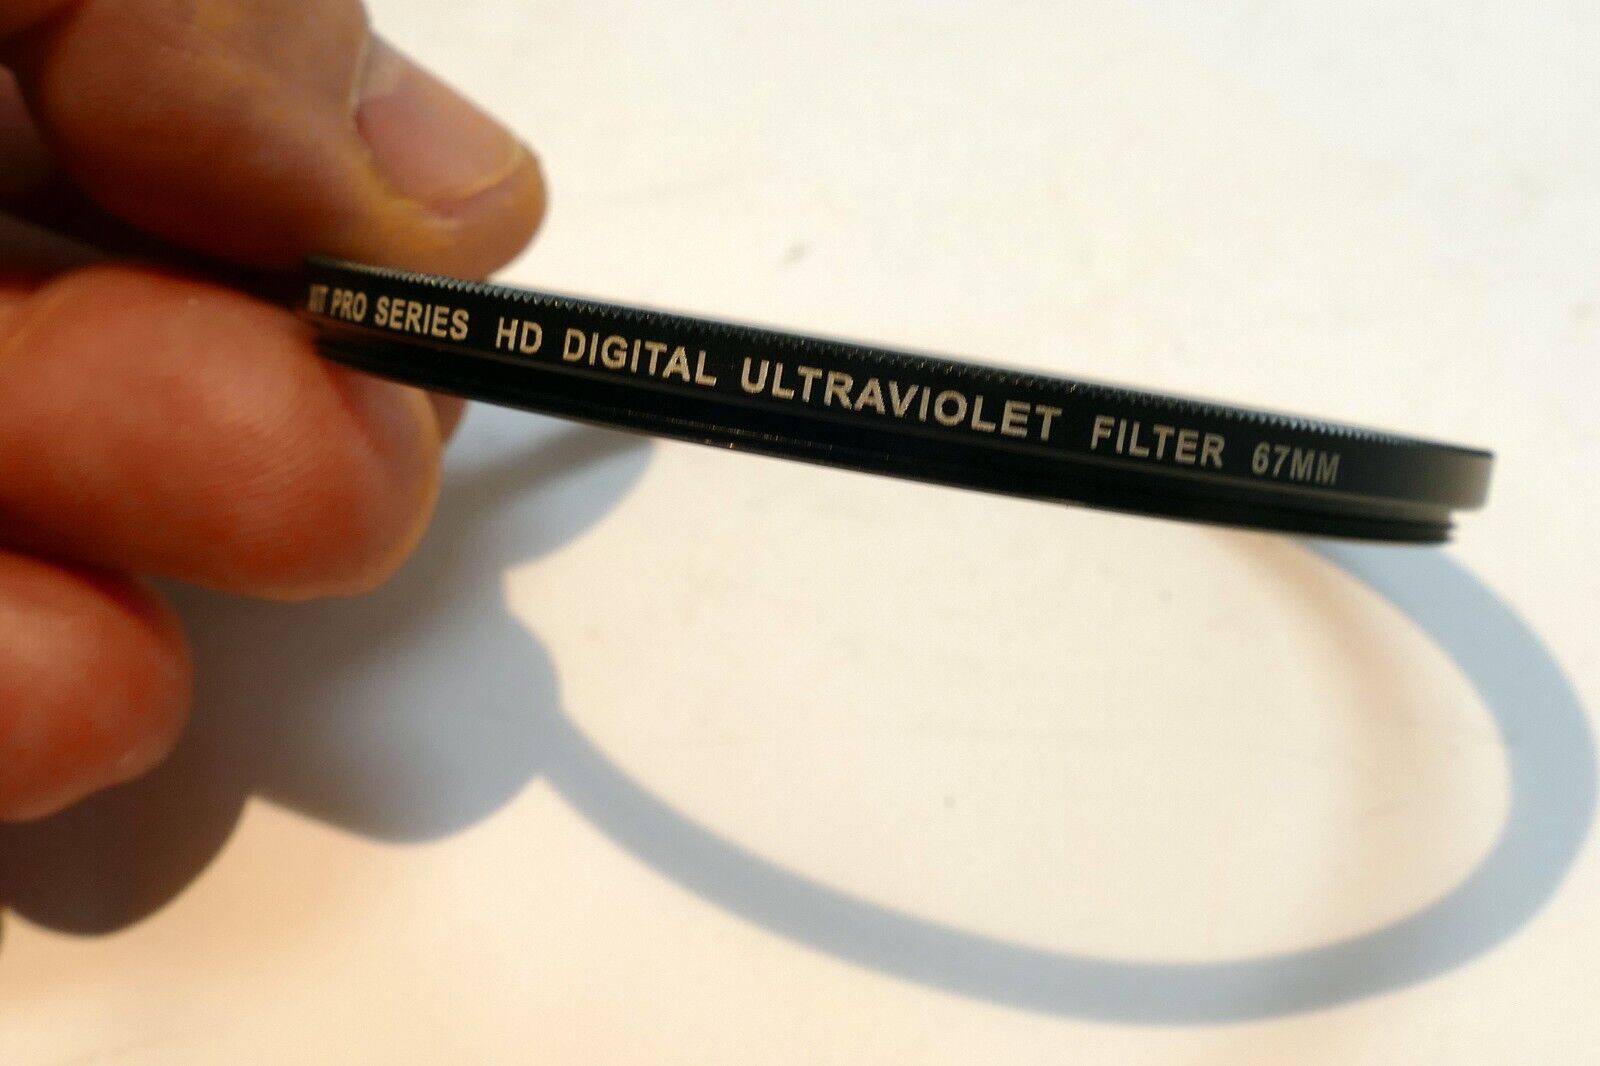 PRO SERIES HD DIGITAL ULTRAVIOLET FILTER 67MM